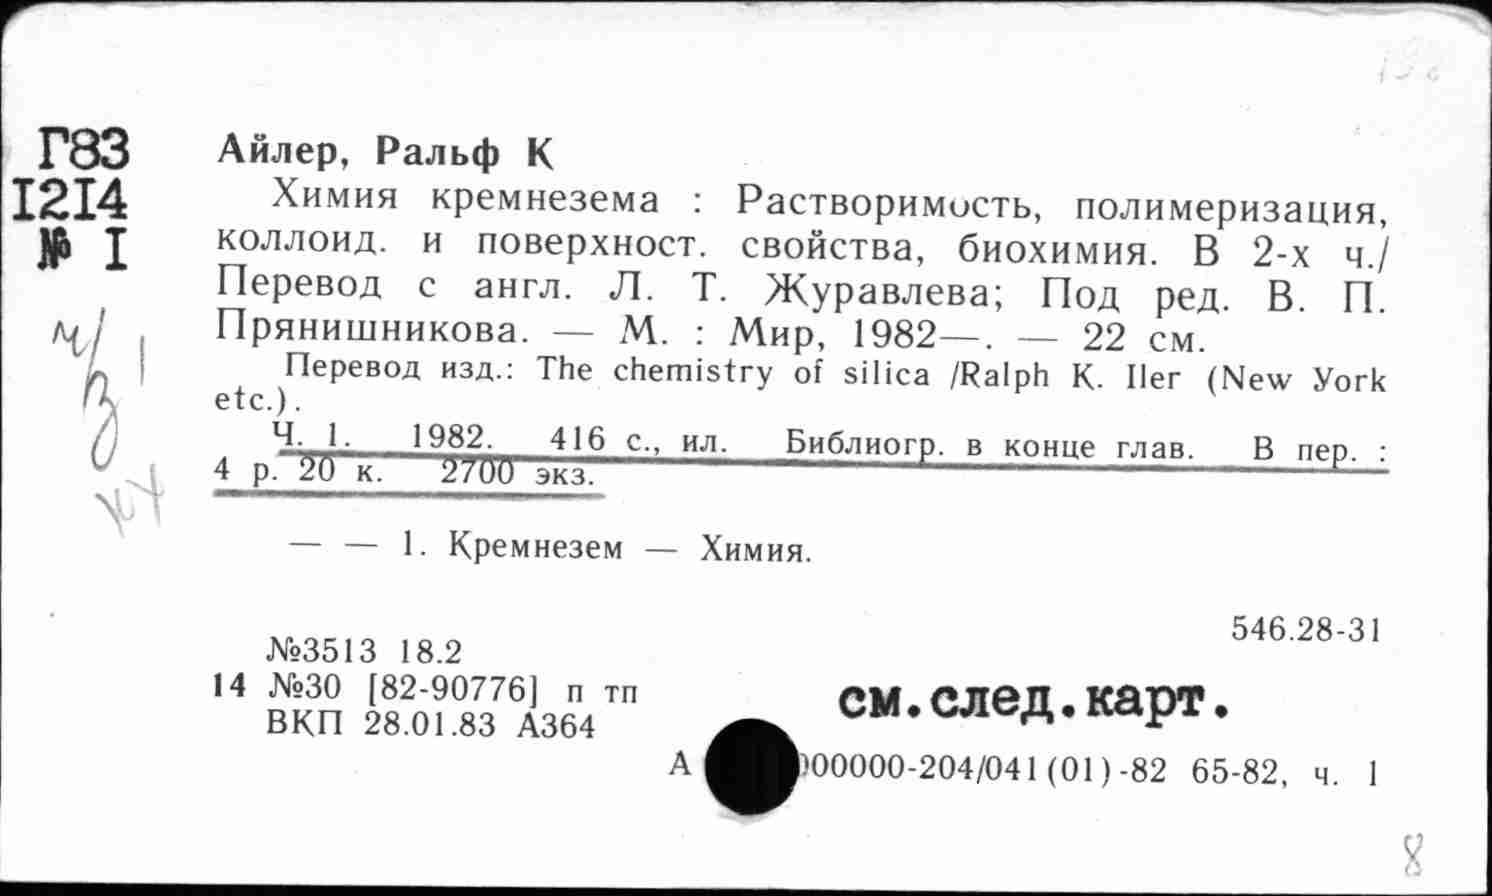 Г83
I2I4
№ I
Айлер, Ральф К
Химия кремнезема : Растворимость, полимеризация,
коллоид. и поверхност. свойства, биохимия. В 2-х ч./
Перевод с англ. Л. Т. Журавлева; Под ред. В. П.
Прянишникова. — М. : Мир, 1982—. — 22 см.
Перевод изд.: The chemistry of silica /Ralph K. Iler (New York
etc.).
Ч. 1. 1982. 416 с., ил. Библиогр. в конце глав. В пер. :
4 р. 20 к. 2700 экз.
— — 1. Кремнезем — Химия.
546.28-31
№3513 18.2
14 №30 [82-90776] п тп
ВКП 28.01.83 А364
см.след.карт.
А 00000-204/041(01)-82 65-82, ч. 1
8